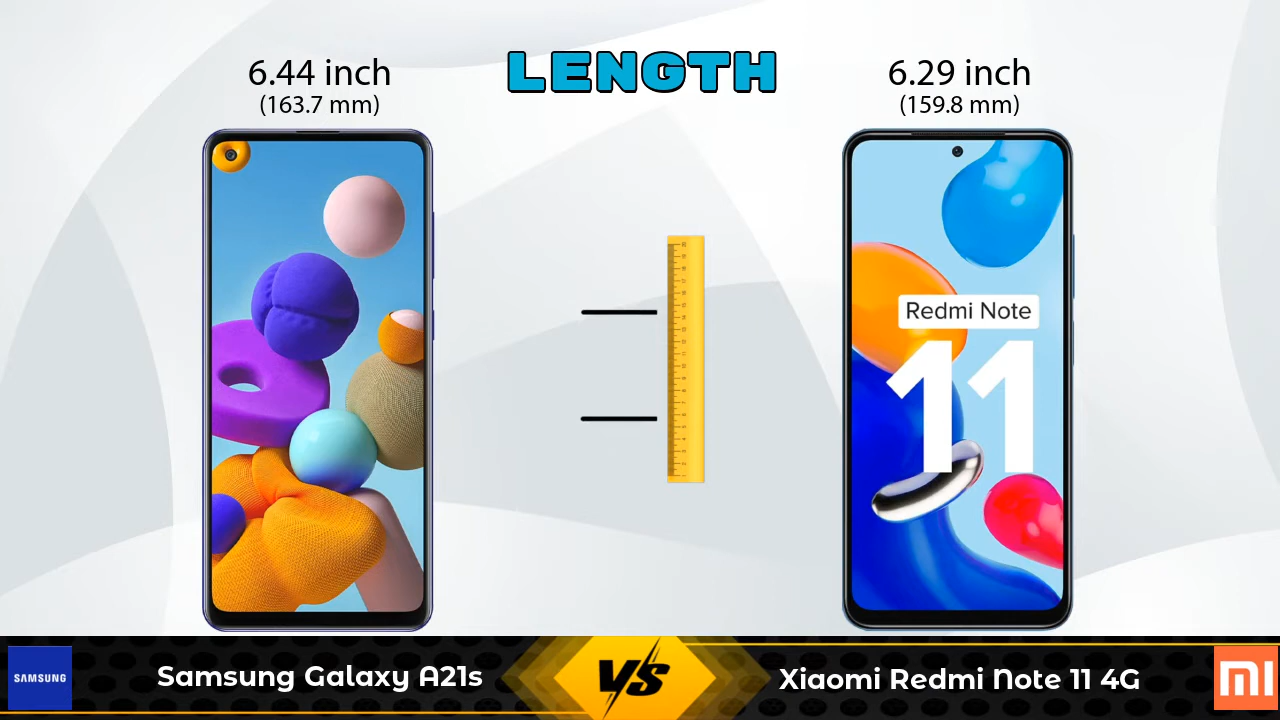 LENGTH
6.44 inch
(163.7 mm)
6.29 inch
(159.8 mm)
Redmi Note
11
SAMSUNG
Samsung Galaxy A21s
VS
Xiaomi Redmi Note 11 4G
MI